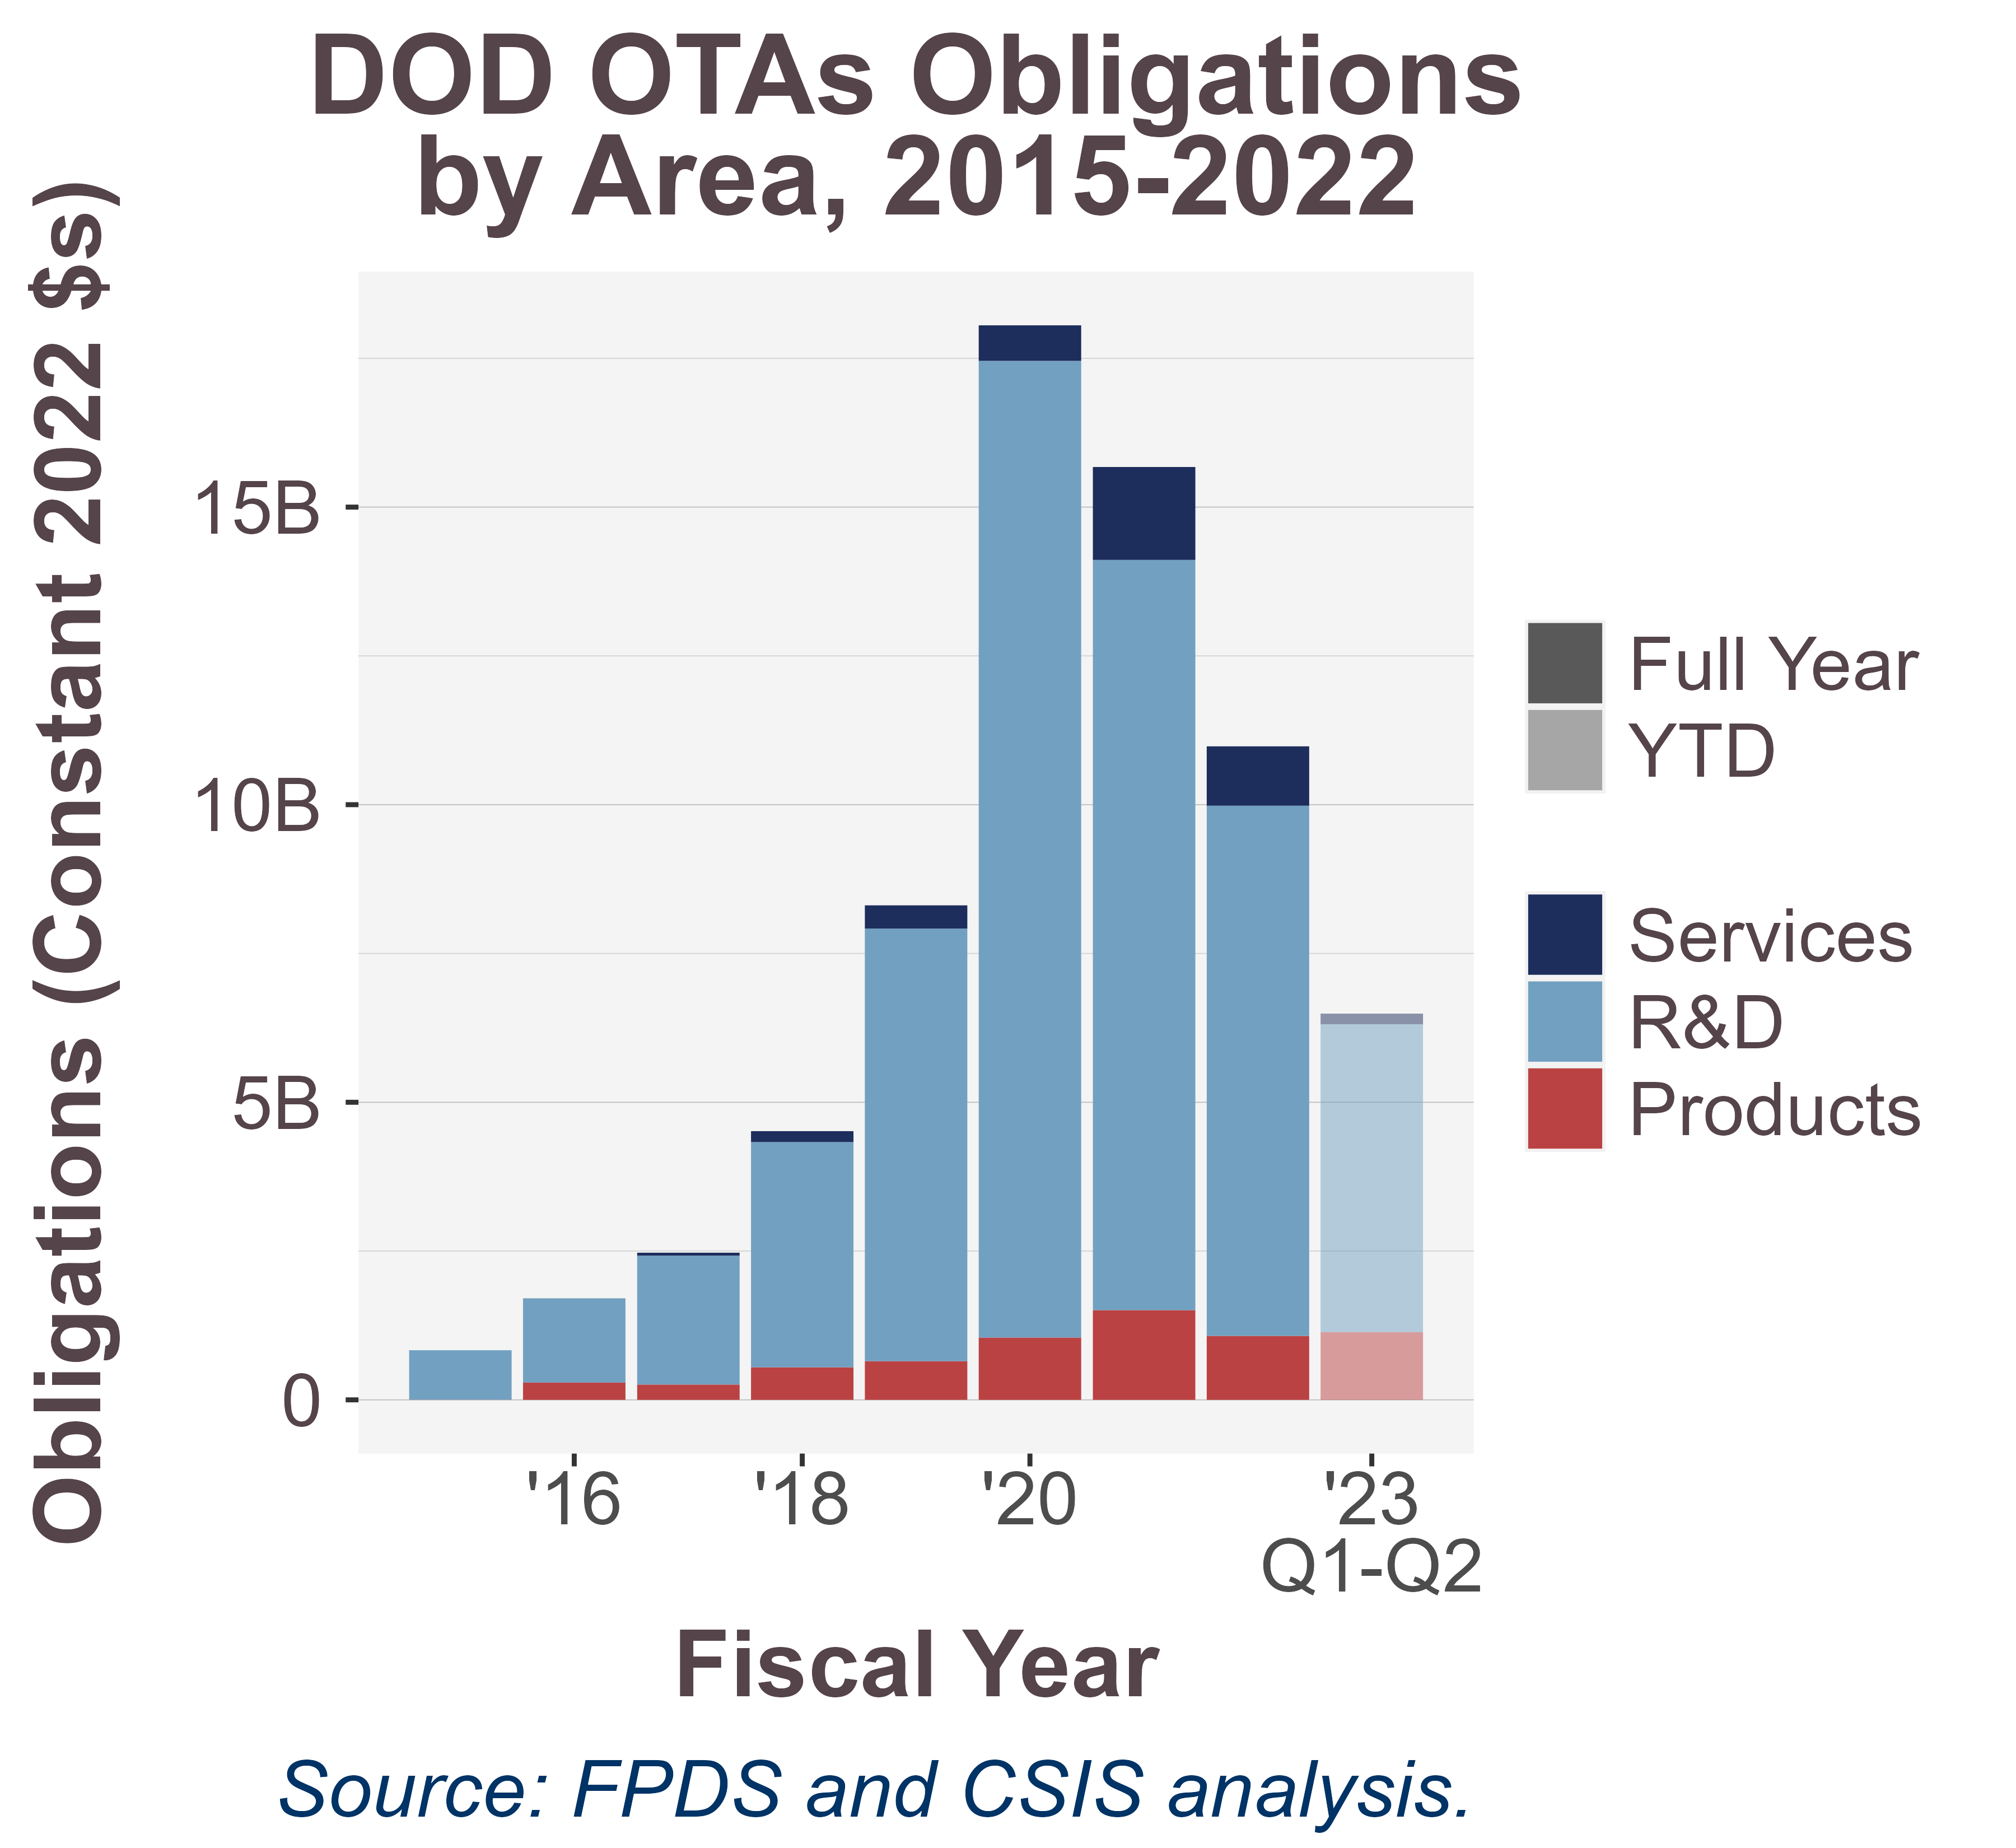 DOD OTAs Obligations
by Area, 2015-2022
Obligations (Constant 2022 $s)
15B
10B
5B
0
'16
'18
'20
'23
Q1-Q2
Fiscal Year
Full Year
YTD
Services
R&D
Products
Source: FPDS and CSIS analysis.